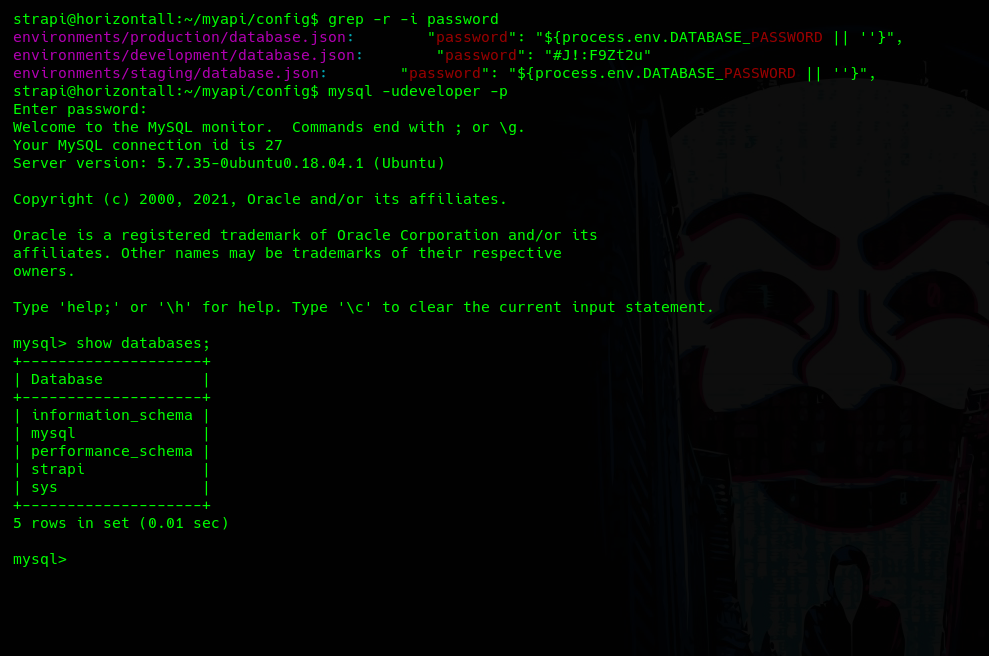 strapi@horizontall:~/myapi/config$ grep -r -i password
environments/production/database.json:        "password": "${process.env.DATABASE_PASSWORD || ''}",
environments/development/database.json:        "password": "#J!:F9Zt2u"
environments/staging/database.json:        "password": "${process.env.DATABASE_PASSWORD || ''}",
strapi@horizontall:~/myapi/config$ mysql -udeveloper -p
Enter password:
Welcome to the MySQL monitor.  Commands end with ; or \g.
Your MySQL connection id is 27
Server version: 5.7.35-0ubuntu0.18.04.1 (Ubuntu)
Copyright (c) 2000, 2021, Oracle and/or its affiliates.
Oracle is a registered trademark of Oracle Corporation and/or its
affiliates. Other names may be trademarks of their respective
owners.
Type 'help;' or '\h' for help. Type '\c' to clear the current input statement.
mysql> show databases;
+--------------------+
| Database           |
+--------------------+
| information_schema |
| mysql              |
| performance_schema |
| strapi             |
| sys                |
+--------------------+
5 rows in set (0.01 sec)
mysql>